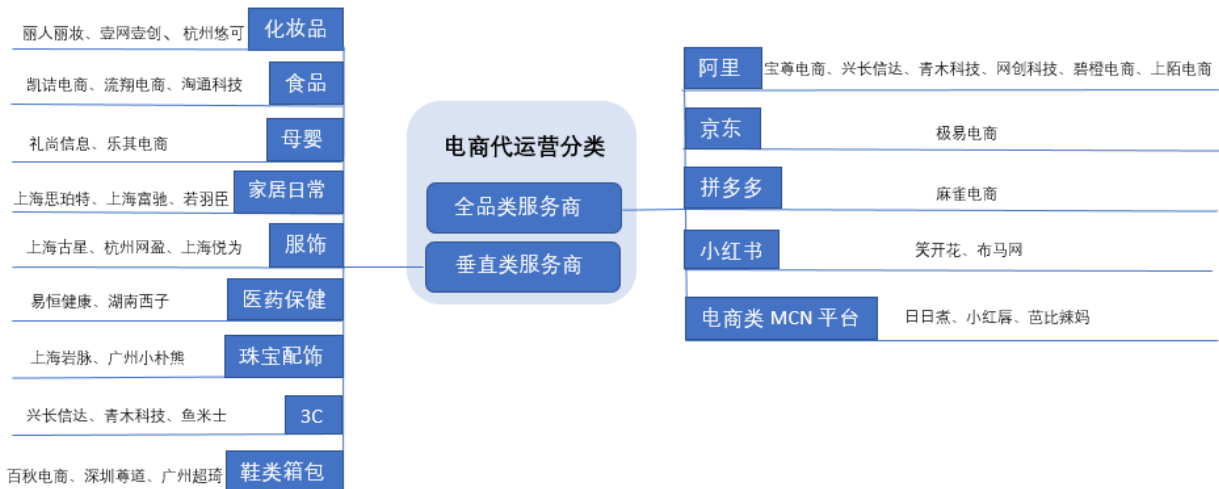 电商代运营分类
全品类服务商
垂直类服务商
丽人丽妆、壹网壹创、杭州悠可
化妆品
凯诘电商、流翔电商、淘通科技
食品
礼尚信息、乐其电商
母婴
上海思珀特、上海富驰、若羽臣
家居日常
上海古星、杭州网盈、上海悦为
服饰
易恒健康、湖南西子
医药保健
上海岩脉、广州小朴熊
珠宝配饰
兴长信达、青木科技、鱼米士
3C
百秋电商、深圳尊道、广州超琦
鞋类箱包
阿里
宝尊电商、兴长信达、青木科技、网创科技、碧橙电商、上陌电商
京东
极易电商
拼多多
麻雀电商
小红书
笑开花、布马网
电商类 MCN 平台
日日煮、小红唇、芭比辣妈